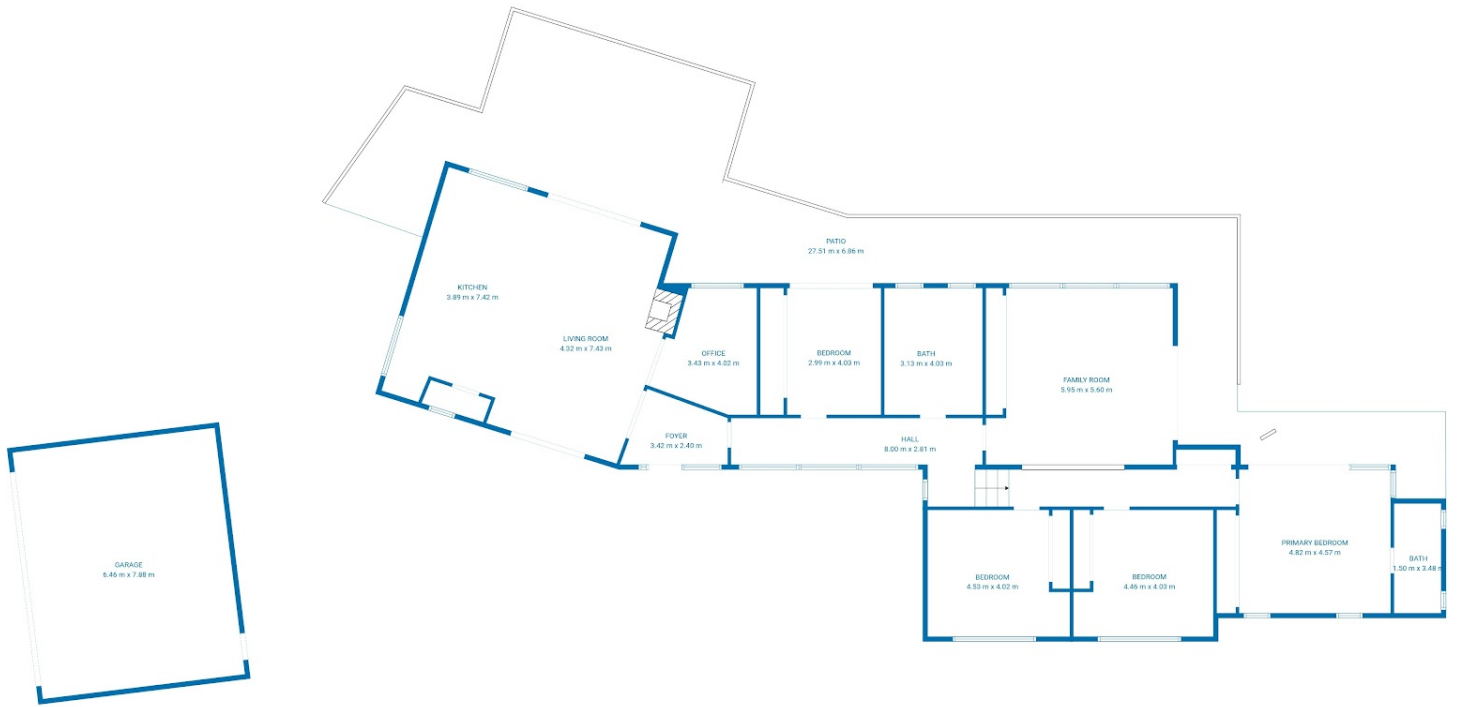 PATIO
27.51 m x 6.86 m
KITCHEN
3.89 m x 7.42 m
LIVING ROOM
4.32 m x 7.43 m
OFFICE
3.43 m x 4.02 m
BEDROOM
2.99 m x 4.03 m
BATH
3.13 m x 4.03 m
FAMILY ROOM
5.95 m x 5.60 m
FOYER
3.42 m x 2.40 m
HALL
8.00 m x 2.81 m
GARAGE
6.46 m x 7.88 m
BEDROOM
4.53 m x 4.02 m
BEDROOM
4.46 m x 4.03 m
PRIMARY BEDROOM
4.82 m x 4.57 m
BATH
1.50 m x 3.48 m